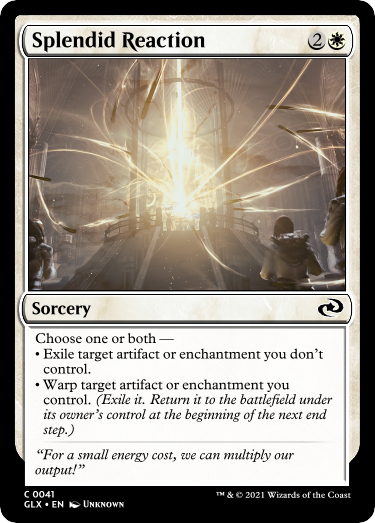 Splendid Reaction
2
Sorcery
Choose one or both —
• Exile target artifact or enchantment you don't
control.
• Warp target artifact or enchantment you
control. (Exile it. Return it to the battlefield under
its owner's control at the beginning of the next end
step.)
“For a small energy cost, we can multiply our
output!”
C 0041
GLX • EN Unknown
™ & © 2021 Wizards of the Coast